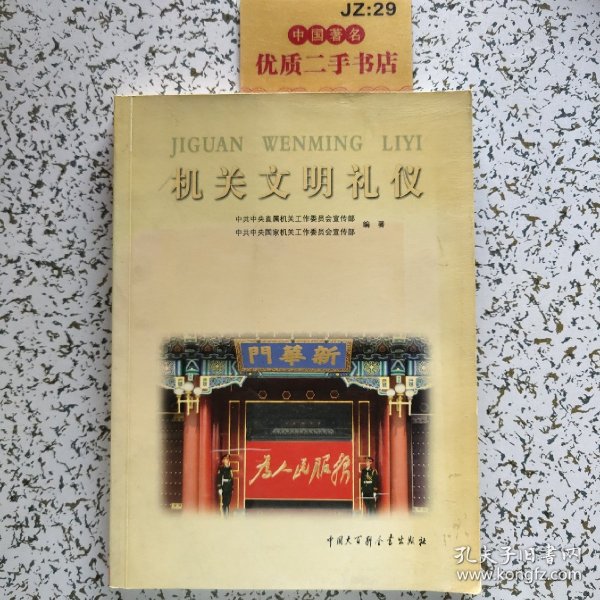 JZ:29
中国著名
优质二手书店
JIGUAN WENMING LIYI
机关文明礼仪
中共中央直属机关工作委员会宣传部
中共中央国家机关工作委员会宣传部
编著
門華新
为人民服务
中国大百科全书出版社
孔夫子旧书网
www.kongfz.com